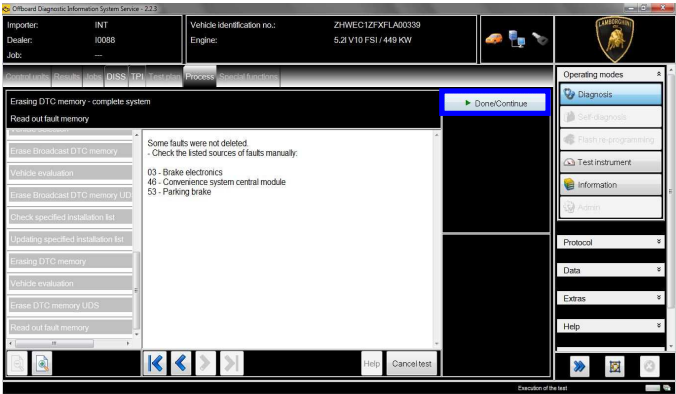 Offboard Diagnostic Information System Service - 2.2.3
Importer: INT
Dealer: I0088
Job: ---
Vehicle identification no.: ZHWEC1ZFXFLA00339
Engine: 5.2l V10 FSI / 449 KW
LAMBORGHINI
Control units Results Jobs DISS TPI Test plan Process Special functions
Erasing DTC memory - complete system
Read out fault memory
Done/Continue
Erase Broadcast DTC memory
Vehicle evaluation
Erase Broadcast DTC memory UD
Check specified installation list
Updating specified installation list
Erasing DTC memory
Vehicle evaluation
Erase DTC memory UDS
Read out fault memory
Some faults were not deleted.
- Check the listed sources of faults manually:
03 - Brake electronics
46 - Convenience system central module
53 - Parking brake
Help
Cancel test
Operating modes
Diagnosis
Self-diagnosis
Flash re-programming
Test instrument
Information
Admin
Protocol
Data
Extras
Help
Execution of the test